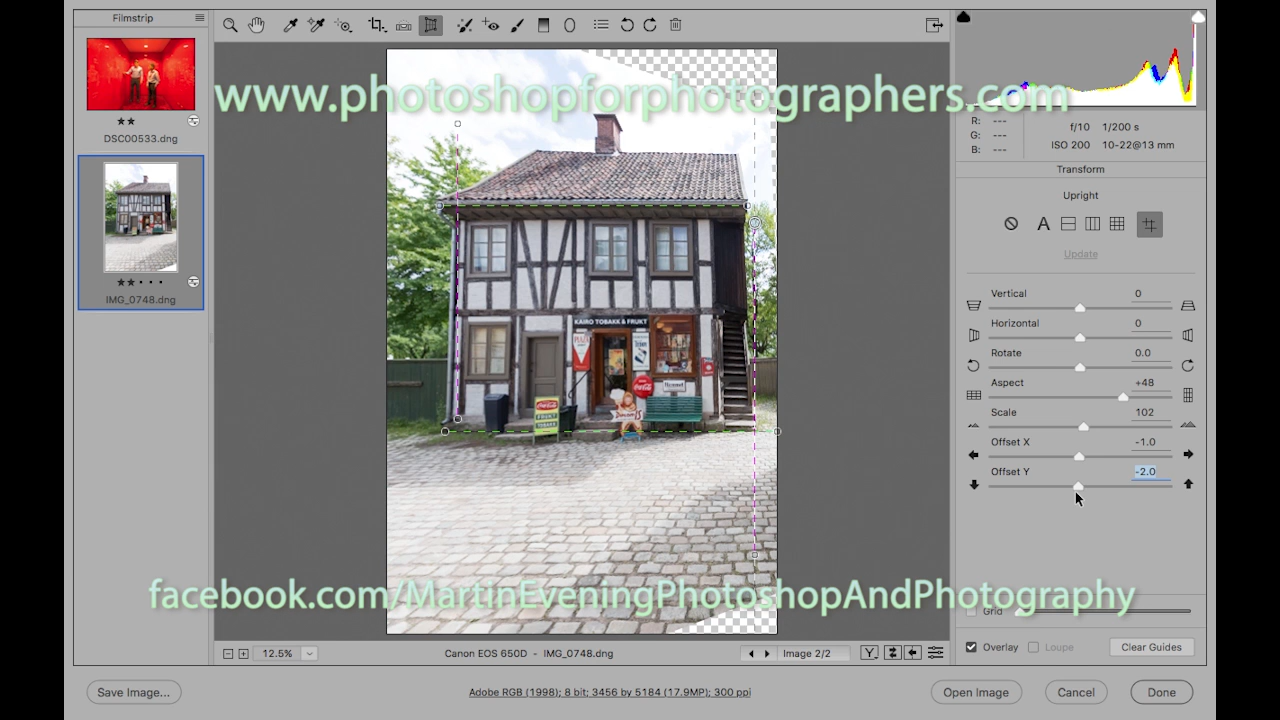 Filmstrip
DSC00533.dng
IMG_0748.dng
www.photoshopforphotographers.com
KAIRO TOBAKK & FRUKT
Coca-Cola
FRUKT
TOBAKK
facebook.com/MartinEveningPhotoshopAndPhotography
12.5%
Canon EOS 650D - IMG_0748.dng
Image 2/2
Y
R: ---
G: ---
B: ---
f/10 1/200 s
ISO 200 10-22@13 mm
Transform
Upright
A
Update
Vertical 0
Horizontal 0
Rotate 0.0
Aspect +48
Scale 102
Offset X -1.0
Offset Y -2.0
Grid
Overlay Loupe Clear Guides
Save Image...
Adobe RGB (1998); 8 bit; 3456 by 5184 (17.9MP); 300 ppi
Open Image
Cancel
Done